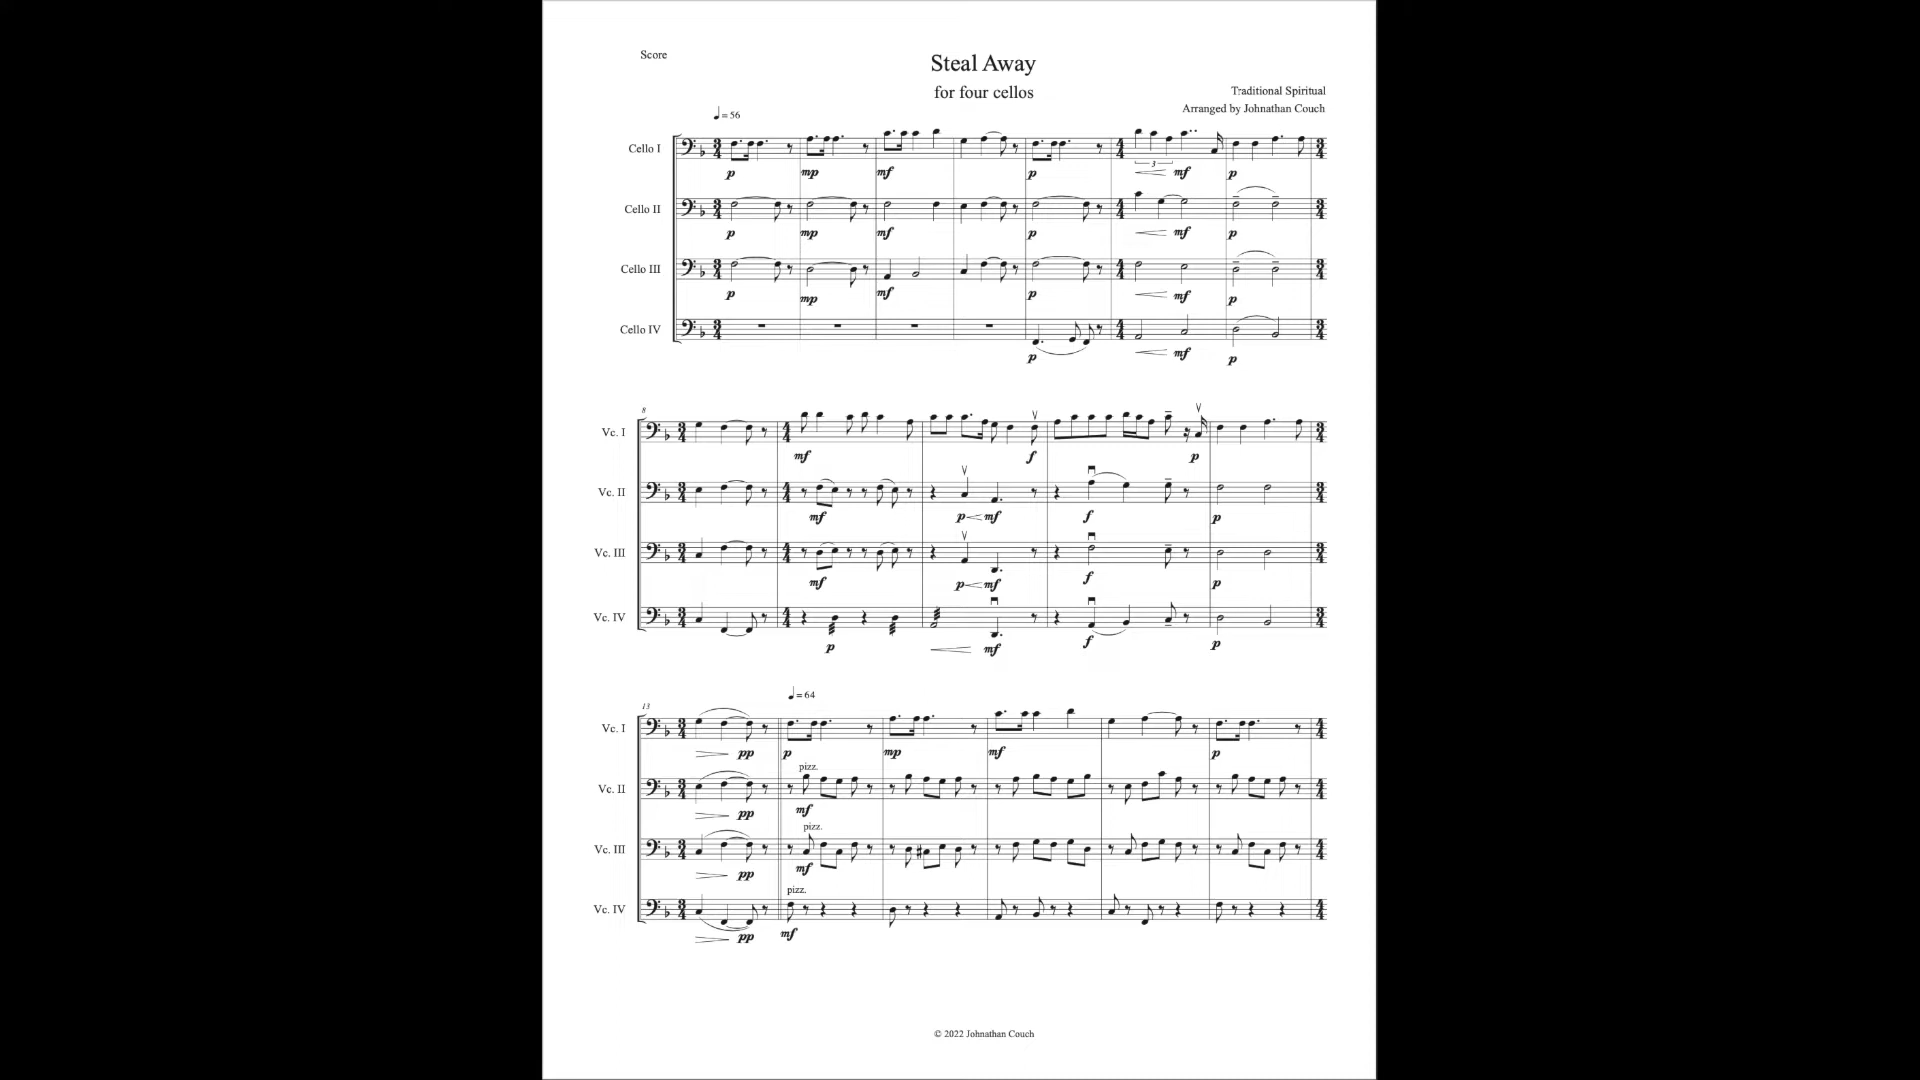 Score
Steal Away
for four cellos
Traditional Spiritual
Arranged by Johnathan Couch
= 56
Cello I
p mp mf p mf p
3
Cello II
p mp mf p mf p
Cello III
p mp mf p mf p
Cello IV
p mf p
8
Vc. I
mf f p
Vc. II
mf p mf f p
Vc. III
mf p mf f p
Vc. IV
p mf f p
13
= 64
Vc. I
pp p mp mf p
pizz.
Vc. II
pp mf
pizz.
Vc. III
pp mf
pizz.
Vc. IV
pp mf
© 2022 Johnathan Couch